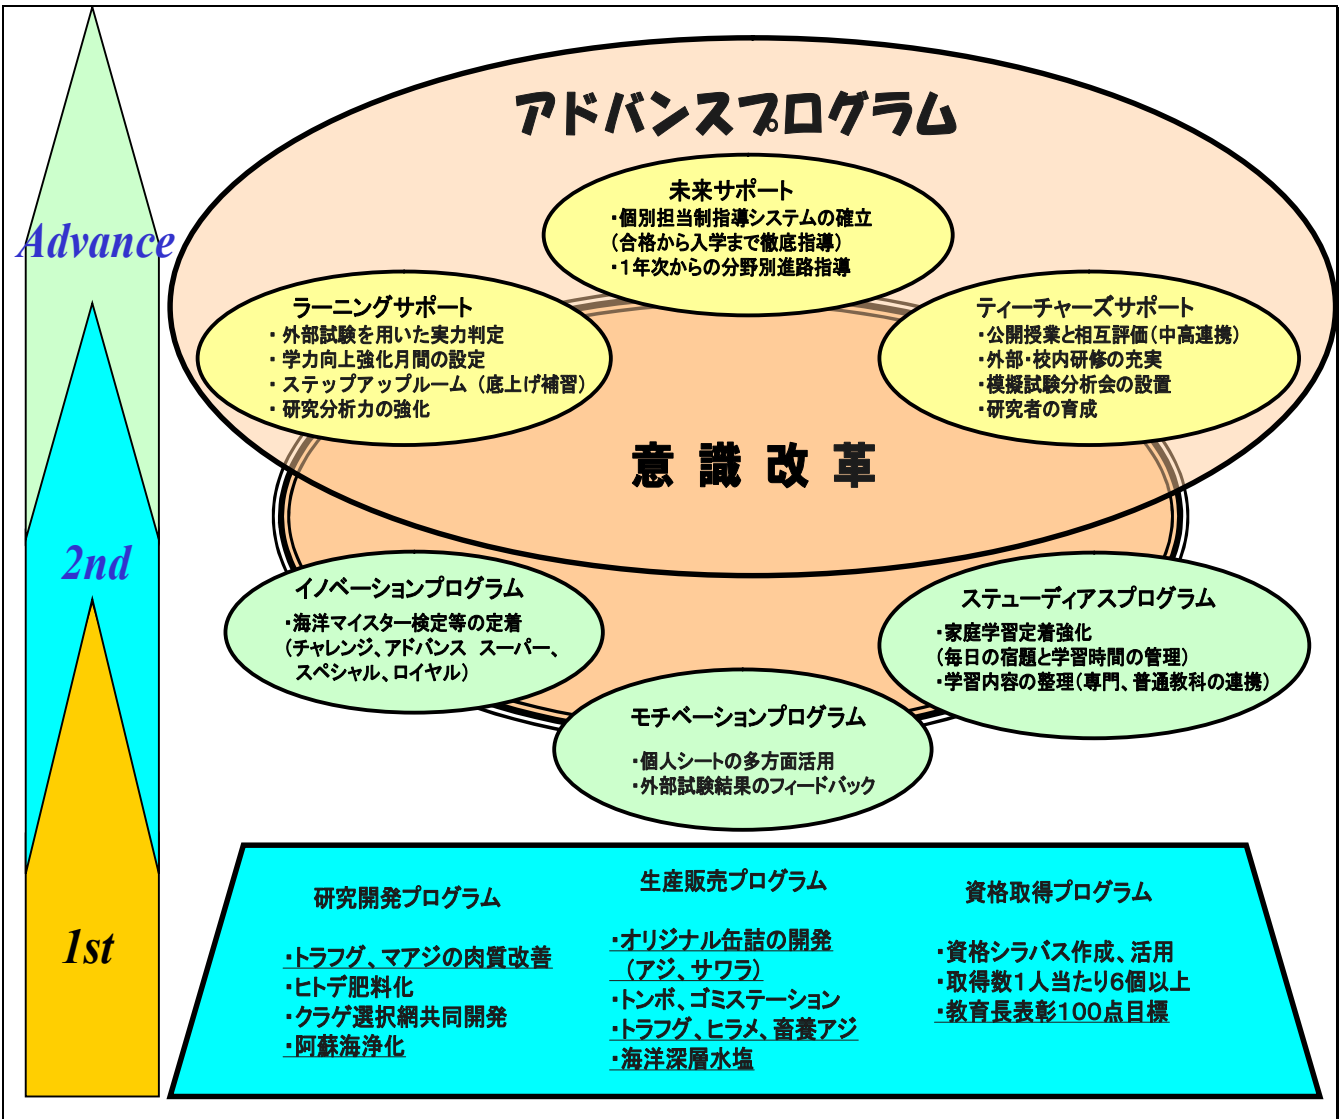 アドバンスプログラム
未来サポート
・個別担当制指導システムの確立
(合格から入学まで徹底指導)
・1年次からの分野別進路指導
Advance
ラーニングサポート
・外部試験を用いた実力判定
・学力向上強化月間の設定
・ステップアップルーム (底上げ補習)
・研究分析力の強化
ティーチャーズサポート
・公開授業と相互評価(中高連携)
・外部・校内研修の充実
・模擬試験分析会の設置
・研究者の育成
意識改革
2nd
イノベーションプログラム
・海洋マイスター検定等の定着
(チャレンジ、アドバンス スーパー、
スペシャル、ロイヤル)
ステューディアスプログラム
・家庭学習定着強化
(毎日の宿題と学習時間の管理)
・学習内容の整理(専門、普通教科の連携)
モチベーションプログラム
・個人シートの多方面活用
・外部試験結果のフィードバック
1st
研究開発プログラム
・トラフグ、マアジの肉質改善
・ヒトデ肥料化
・クラゲ選択網共同開発
・阿蘇海浄化
生産販売プログラム
・オリジナル缶詰の開発
(アジ、サワラ)
・トンボ、ゴミステーション
・トラフグ、ヒラメ、畜養アジ
・海洋深層水塩
資格取得プログラム
・資格シラバス作成、活用
・取得数1人当たり6個以上
・教育長表彰100点目標